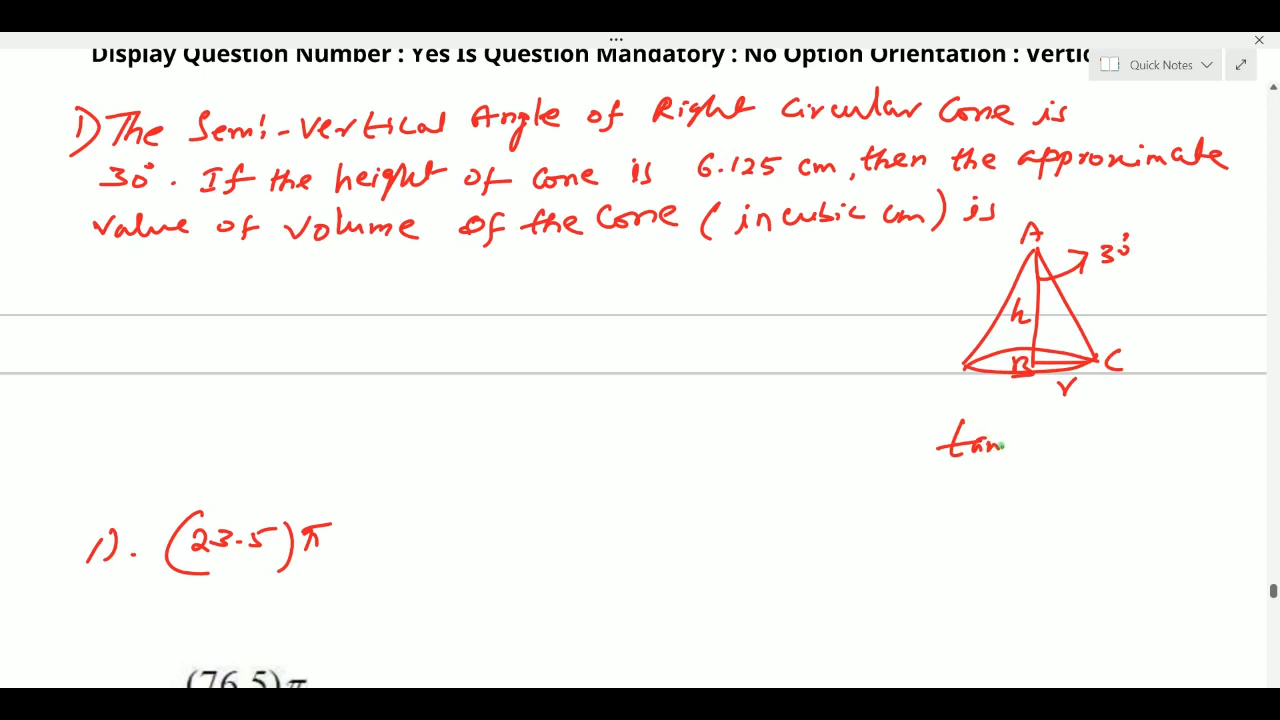 Display Question Number : Yes Is Question Mandatory : No Option Orientation : Vertic
Quick Notes
1) The Semi-vertical Angle of Right Circular Cone is
30°. If the height of cone is 6.125 cm, then the approximate
value of volume of the Cone (in cubic cm) is
A
30°
h
B
C
r
tan
1). (23.5)π
(76.5)π